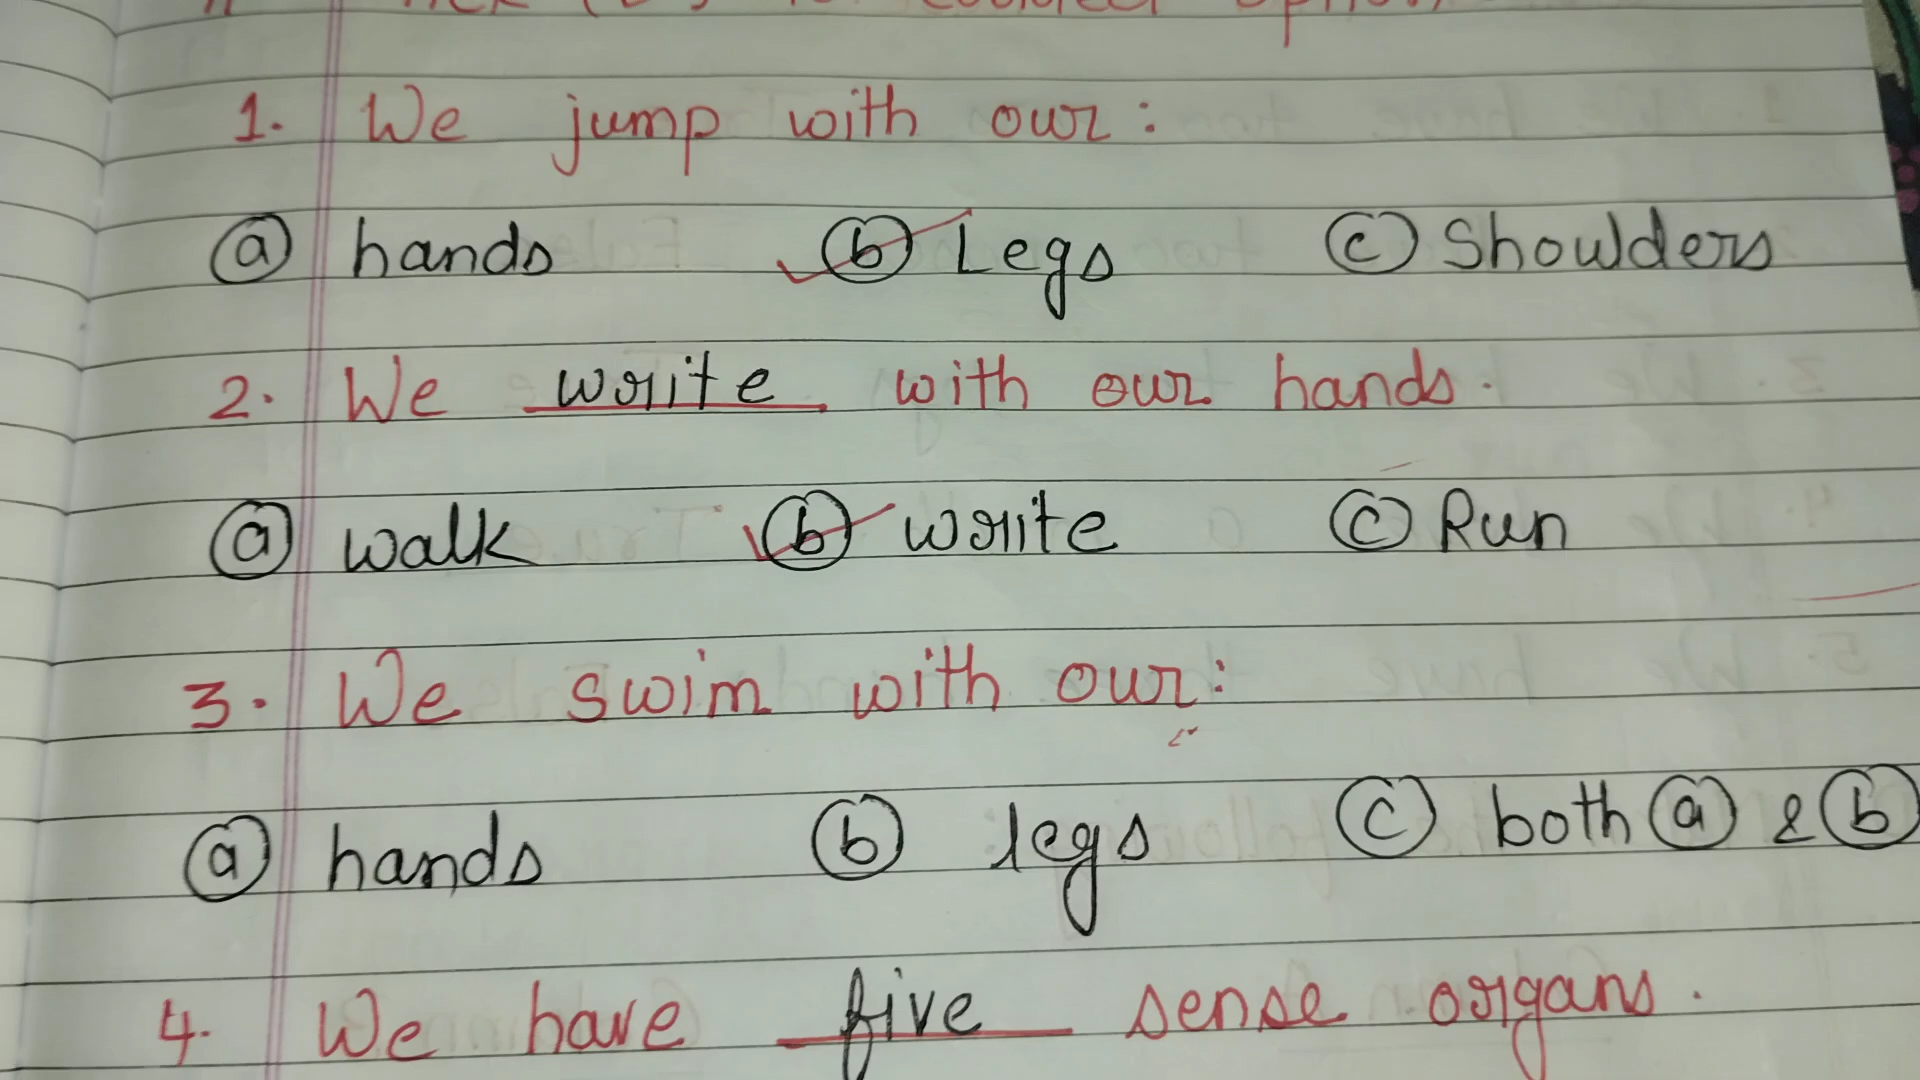 1. We jump with our:
ⓐ hands ⓑ Legs ⓒ Shoulders
2. We write with our hands.
ⓐ walk ⓑ write ⓒ Run
3. We swim with our:
ⓐ hands ⓑ legs ⓒ both ⓐ & ⓑ
4. We have five sense organs.